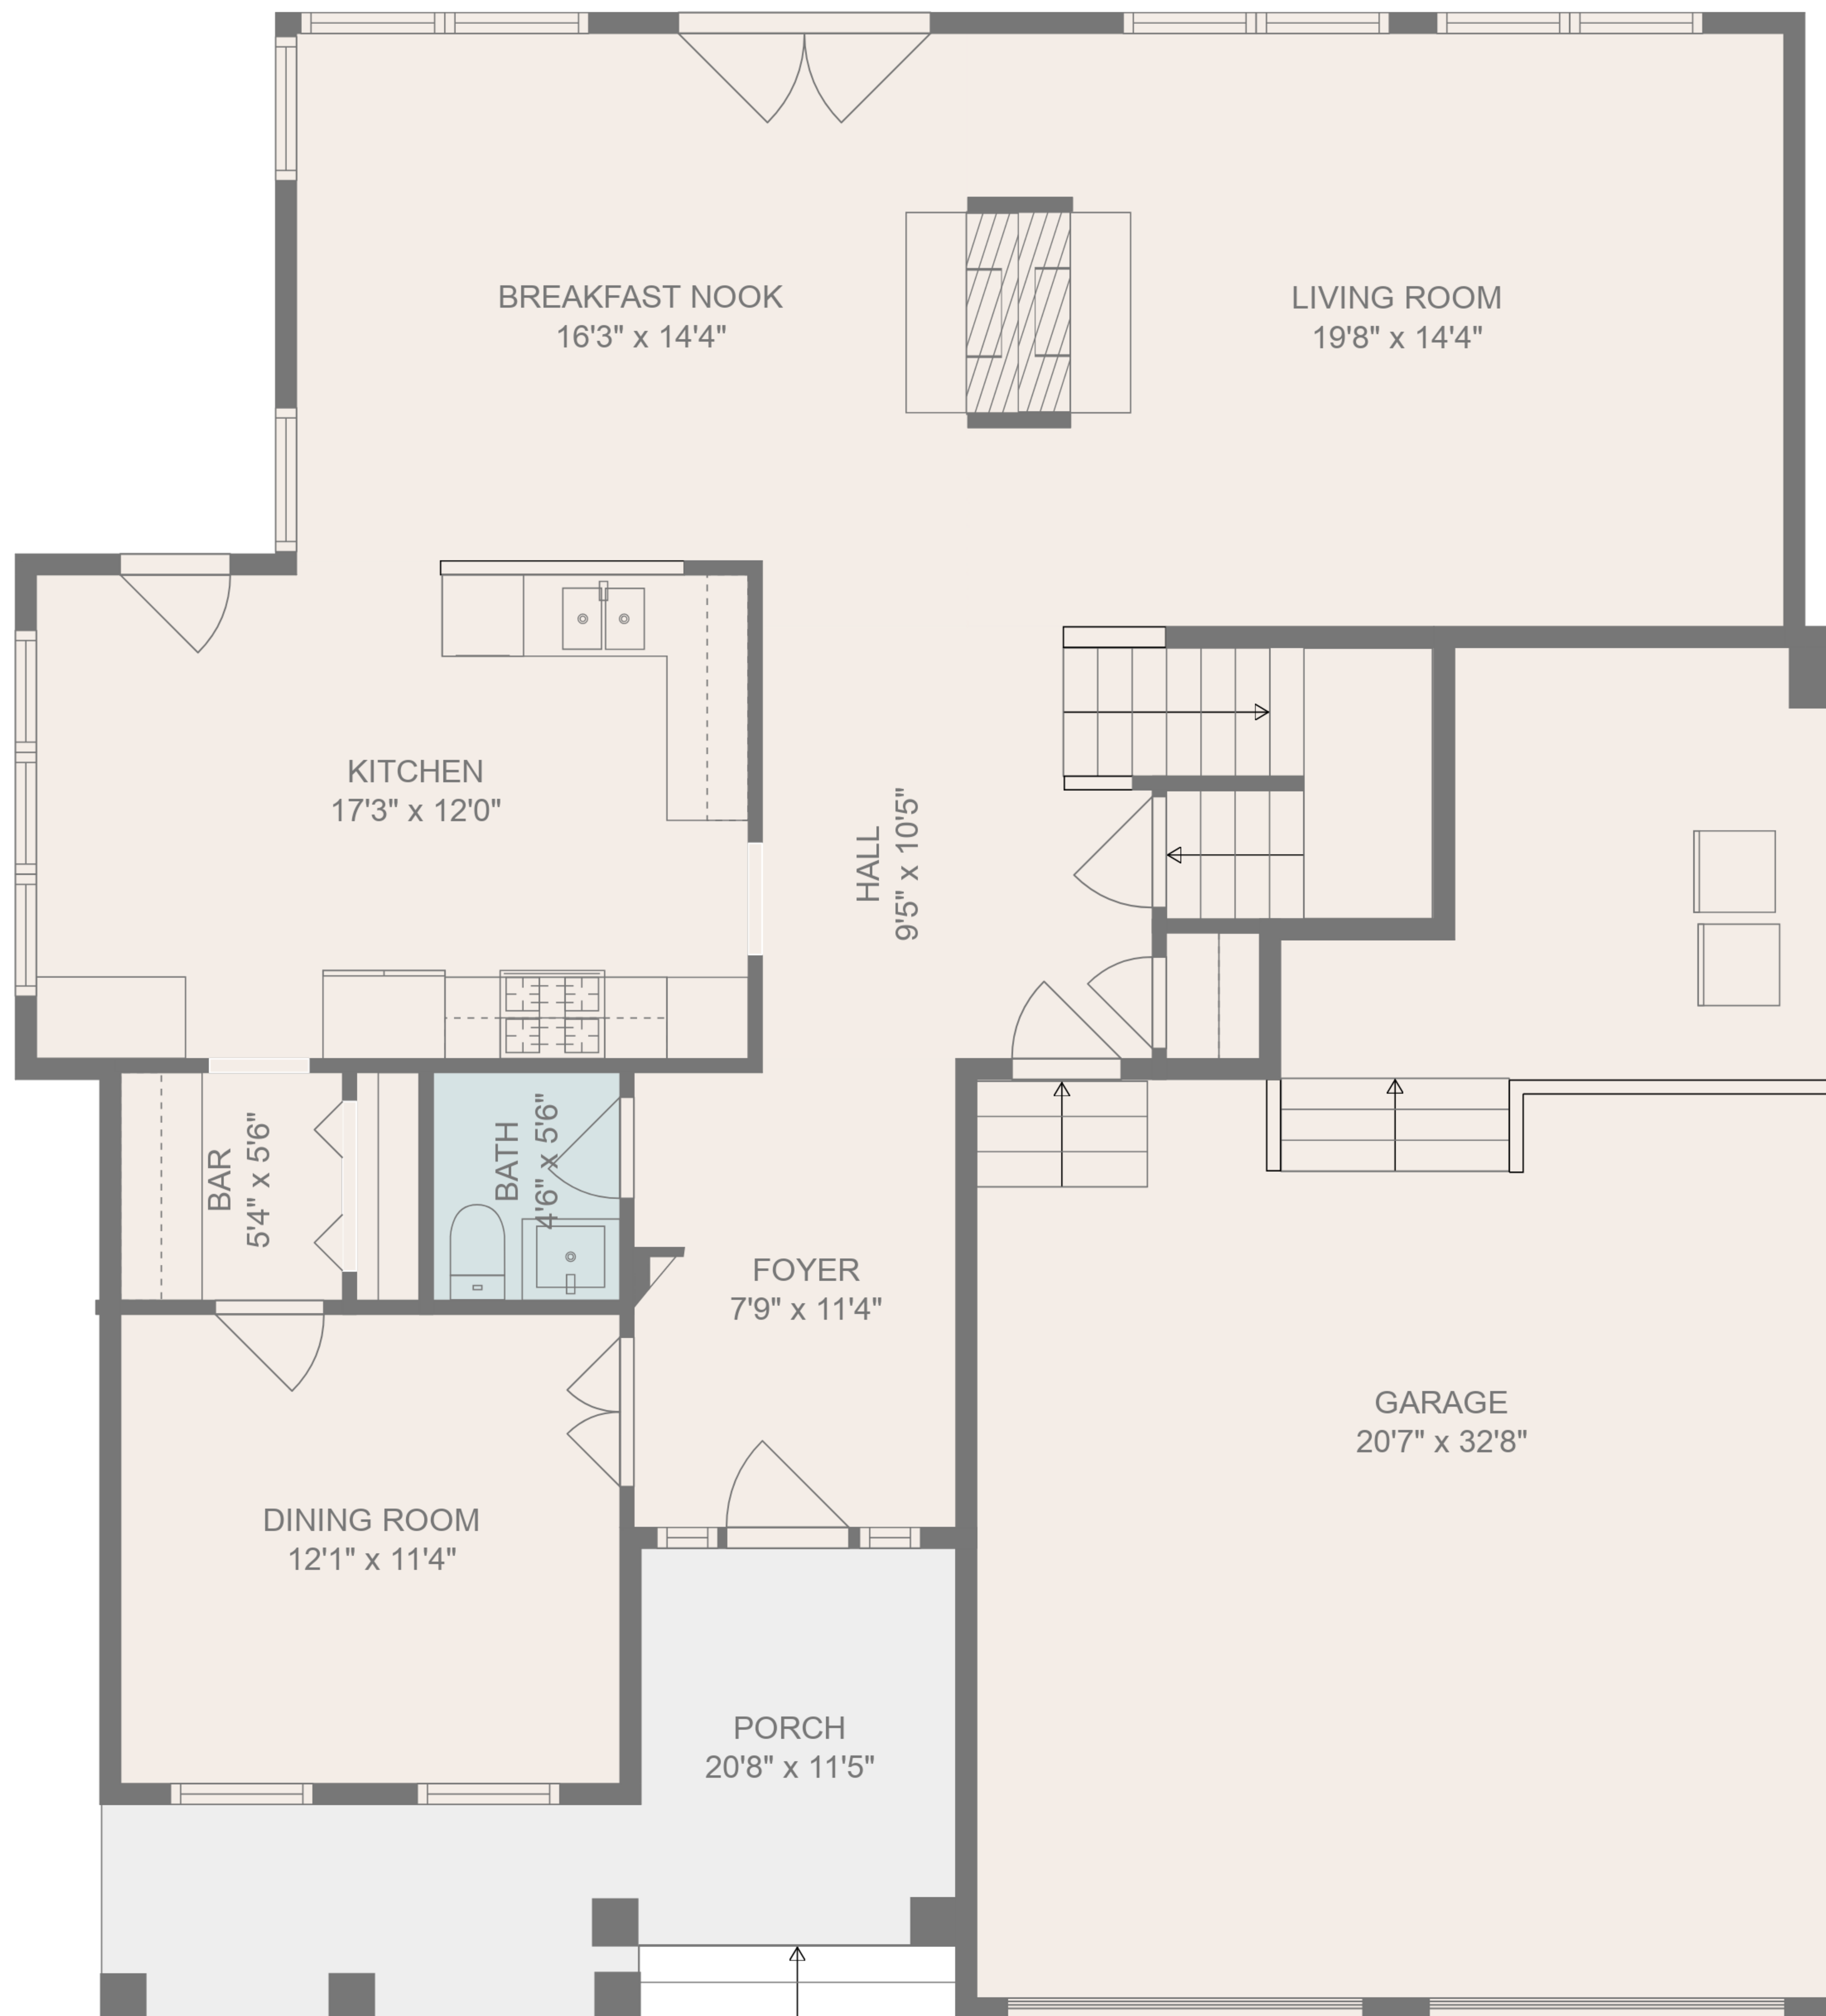 BREAKFAST NOOK
16'3" x 14'4"
LIVING ROOM
19'8" x 14'4"
KITCHEN
17'3" x 12'0"
HALL
9'5" x 10'5"
BAR
5'4" x 5'6"
BATH
4'6" x 5'6"
FOYER
7'9" x 11'4"
GARAGE
20'7" x 32'8"
DINING ROOM
12'1" x 11'4"
PORCH
20'8" x 11'5"